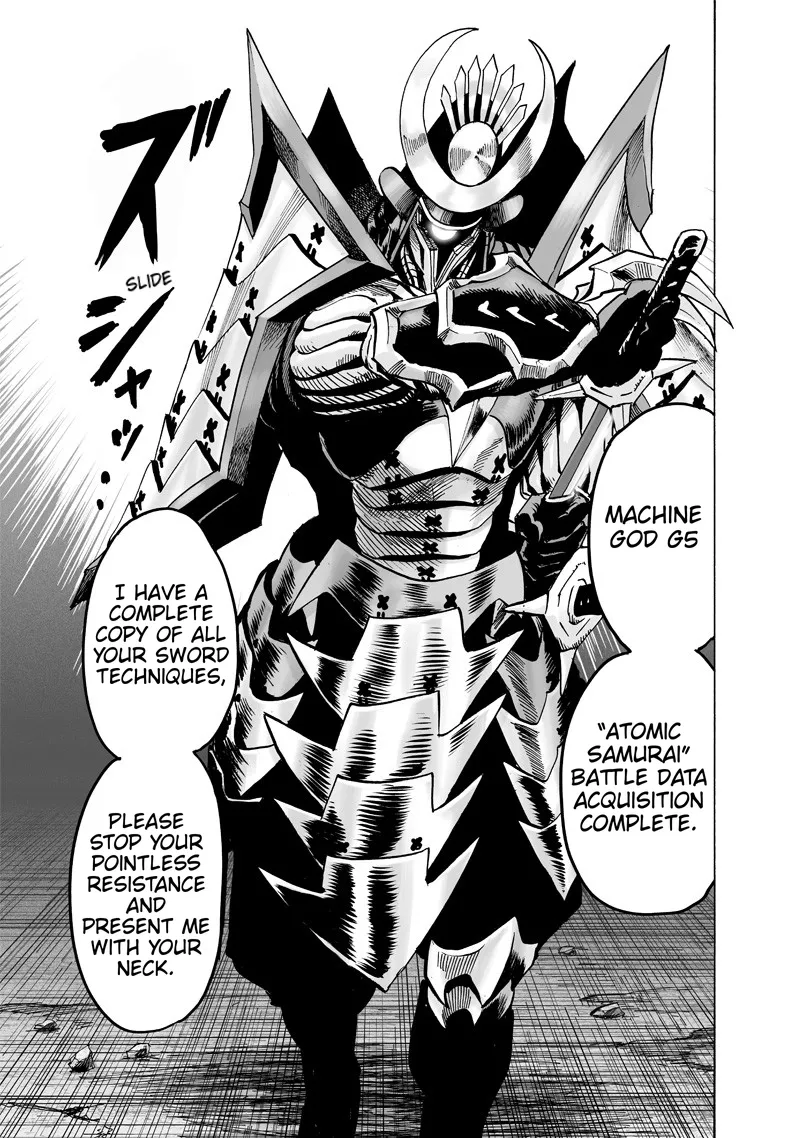 ズシャッ
SLIDE
MACHINE
GOD G5
"ATOMIC
SAMURAI"
BATTLE DATA
ACQUISITION
COMPLETE.
I HAVE A
COMPLETE
COPY OF ALL
YOUR SWORD
TECHNIQUES,
PLEASE
STOP YOUR
POINTLESS
RESISTANCE
AND
PRESENT ME
WITH YOUR
NECK.